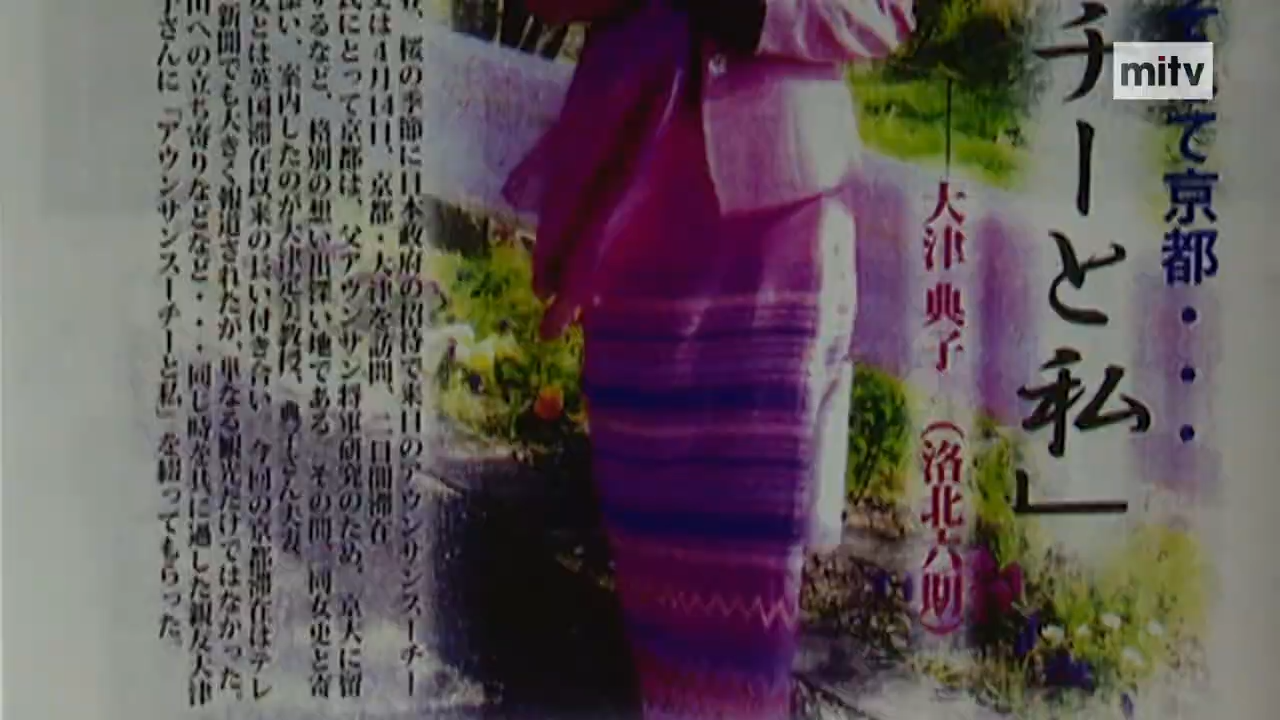 mitv
て京都・・・
チーと私」
大津 典子 (洛北六期)
桜の季節に日本政府の招待で来日のアウンサンスーチー
史は4月14日、京都・大津を訪問、二日間滞在
民にとって京都は、父アウンサン将軍研究のため、京大に留
するなど、格別の想い出深い地である。その間、同女史と寄
添い、案内したのが大津定美教授、典子さん夫妻。
女とは英国滞在以来の長い付き合い。今回の京都滞在はテレ
新聞でも大きく報道されたが、単なる観光だけではなかった。
田への立ち寄りなどなど・・・同じ時を共に過した親友大津
子さんに「アウンサンスーチーと私」を綴ってもらった。